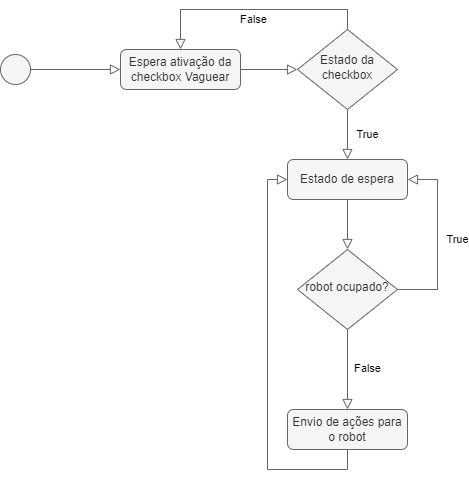 False
Espera ativação da
checkbox Vaguear
Estado da
checkbox
True
Estado de espera
True
robot ocupado?
False
Envio de ações para
o robot